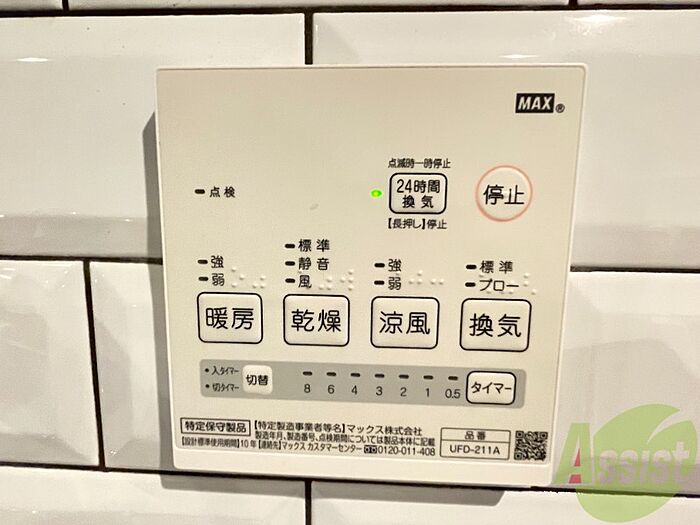 MAX®
点検
点滅時一時停止
24時間
換気
【長押し】停止
停止
強
弱
暖房
標準
静音
風
乾燥
強
弱
涼風
標準
ブロー
換気
入タイマー
切タイマー
切替
8 6 4 3 2 1 0.5
タイマー
特定保守製品
【特定製造事業者等名】マックス株式会社
製造年月、製造番号、点検期間については製品本体に記載
【設計標準使用期間】10年【連絡先】マックス カスタマーセンター 0120-011-408
品番
UFD-211A
Assist